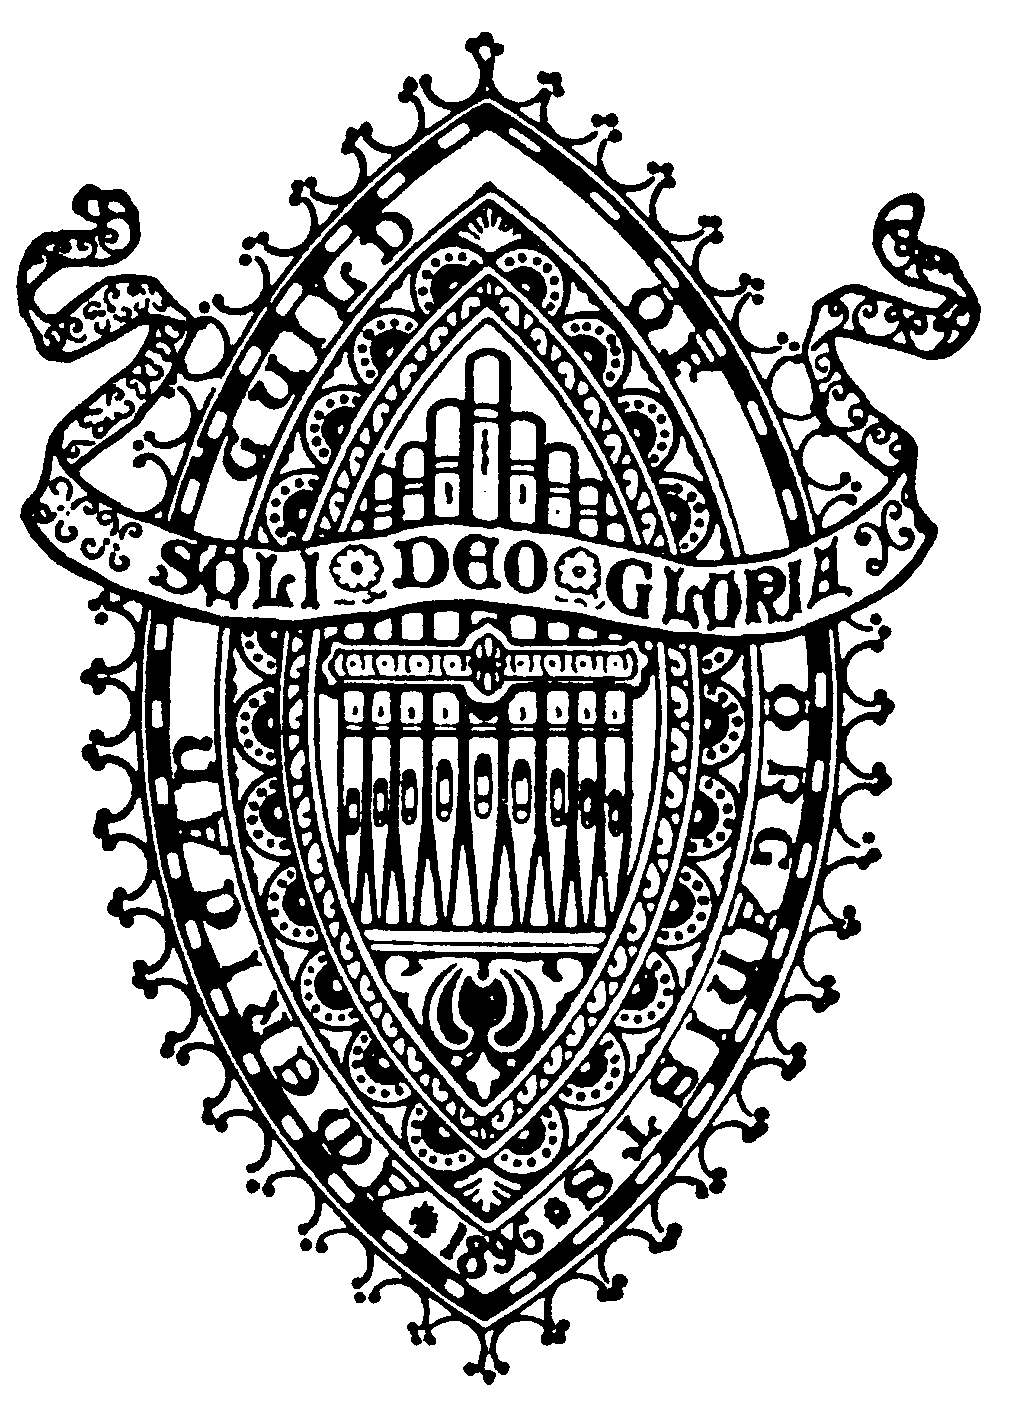 AMERICAN GUILD OF ORGANISTS
SOLI DEO GLORIA
1896